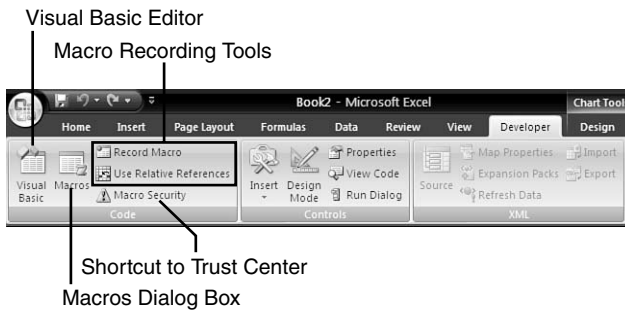 Visual Basic Editor
Macro Recording Tools
Book2 - Microsoft Excel
Chart Tool
Home Insert Page Layout Formulas Data Review View Developer Design
Record Macro
Use Relative References
Macro Security
Visual Basic
Macros
Code
Insert
Design Mode
Properties
View Code
Run Dialog
Controls
Source
Map Properties
Expansion Packs
Refresh Data
Import
Export
XML
Shortcut to Trust Center
Macros Dialog Box